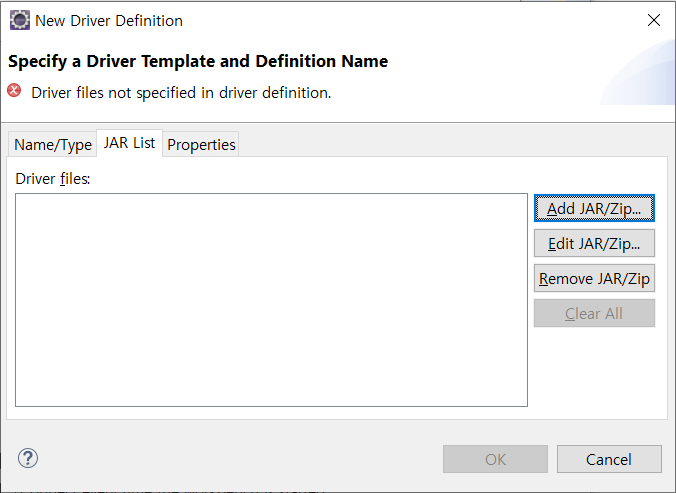 New Driver Definition
Specify a Driver Template and Definition Name
Driver files not specified in driver definition.
Name/Type JAR List Properties
Driver files:
Add JAR/Zip...
Edit JAR/Zip...
Remove JAR/Zip
Clear All
OK Cancel